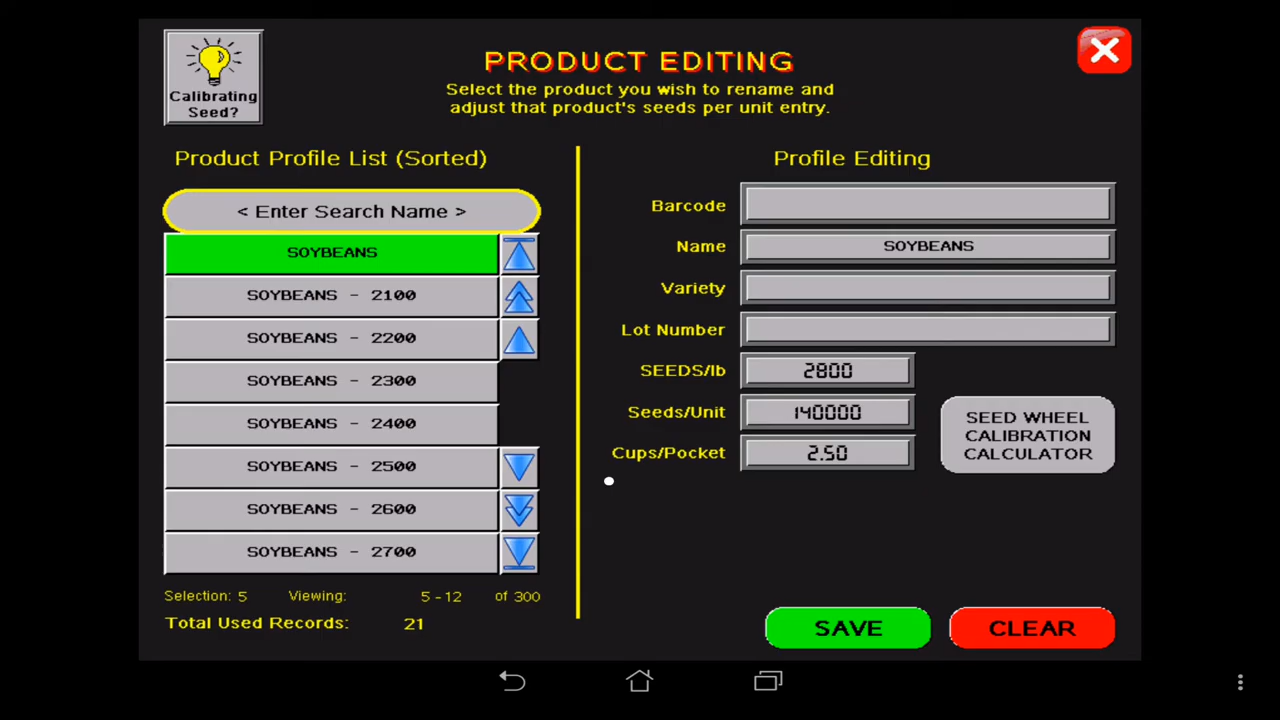 Calibrating
Seed?
PRODUCT EDITING
Select the product you wish to rename and
adjust that product's seeds per unit entry.
Product Profile List (Sorted)
< Enter Search Name >
SOYBEANS
SOYBEANS - 2100
SOYBEANS - 2200
SOYBEANS - 2300
SOYBEANS - 2400
SOYBEANS - 2500
SOYBEANS - 2600
SOYBEANS - 2700
Selection: 5 Viewing: 5 - 12 of 300
Total Used Records: 21
Profile Editing
Barcode
Name SOYBEANS
Variety
Lot Number
SEEDS/lb 2800
Seeds/Unit 140000
Cups/Pocket 2.50
SEED WHEEL
CALIBRATION
CALCULATOR
SAVE CLEAR